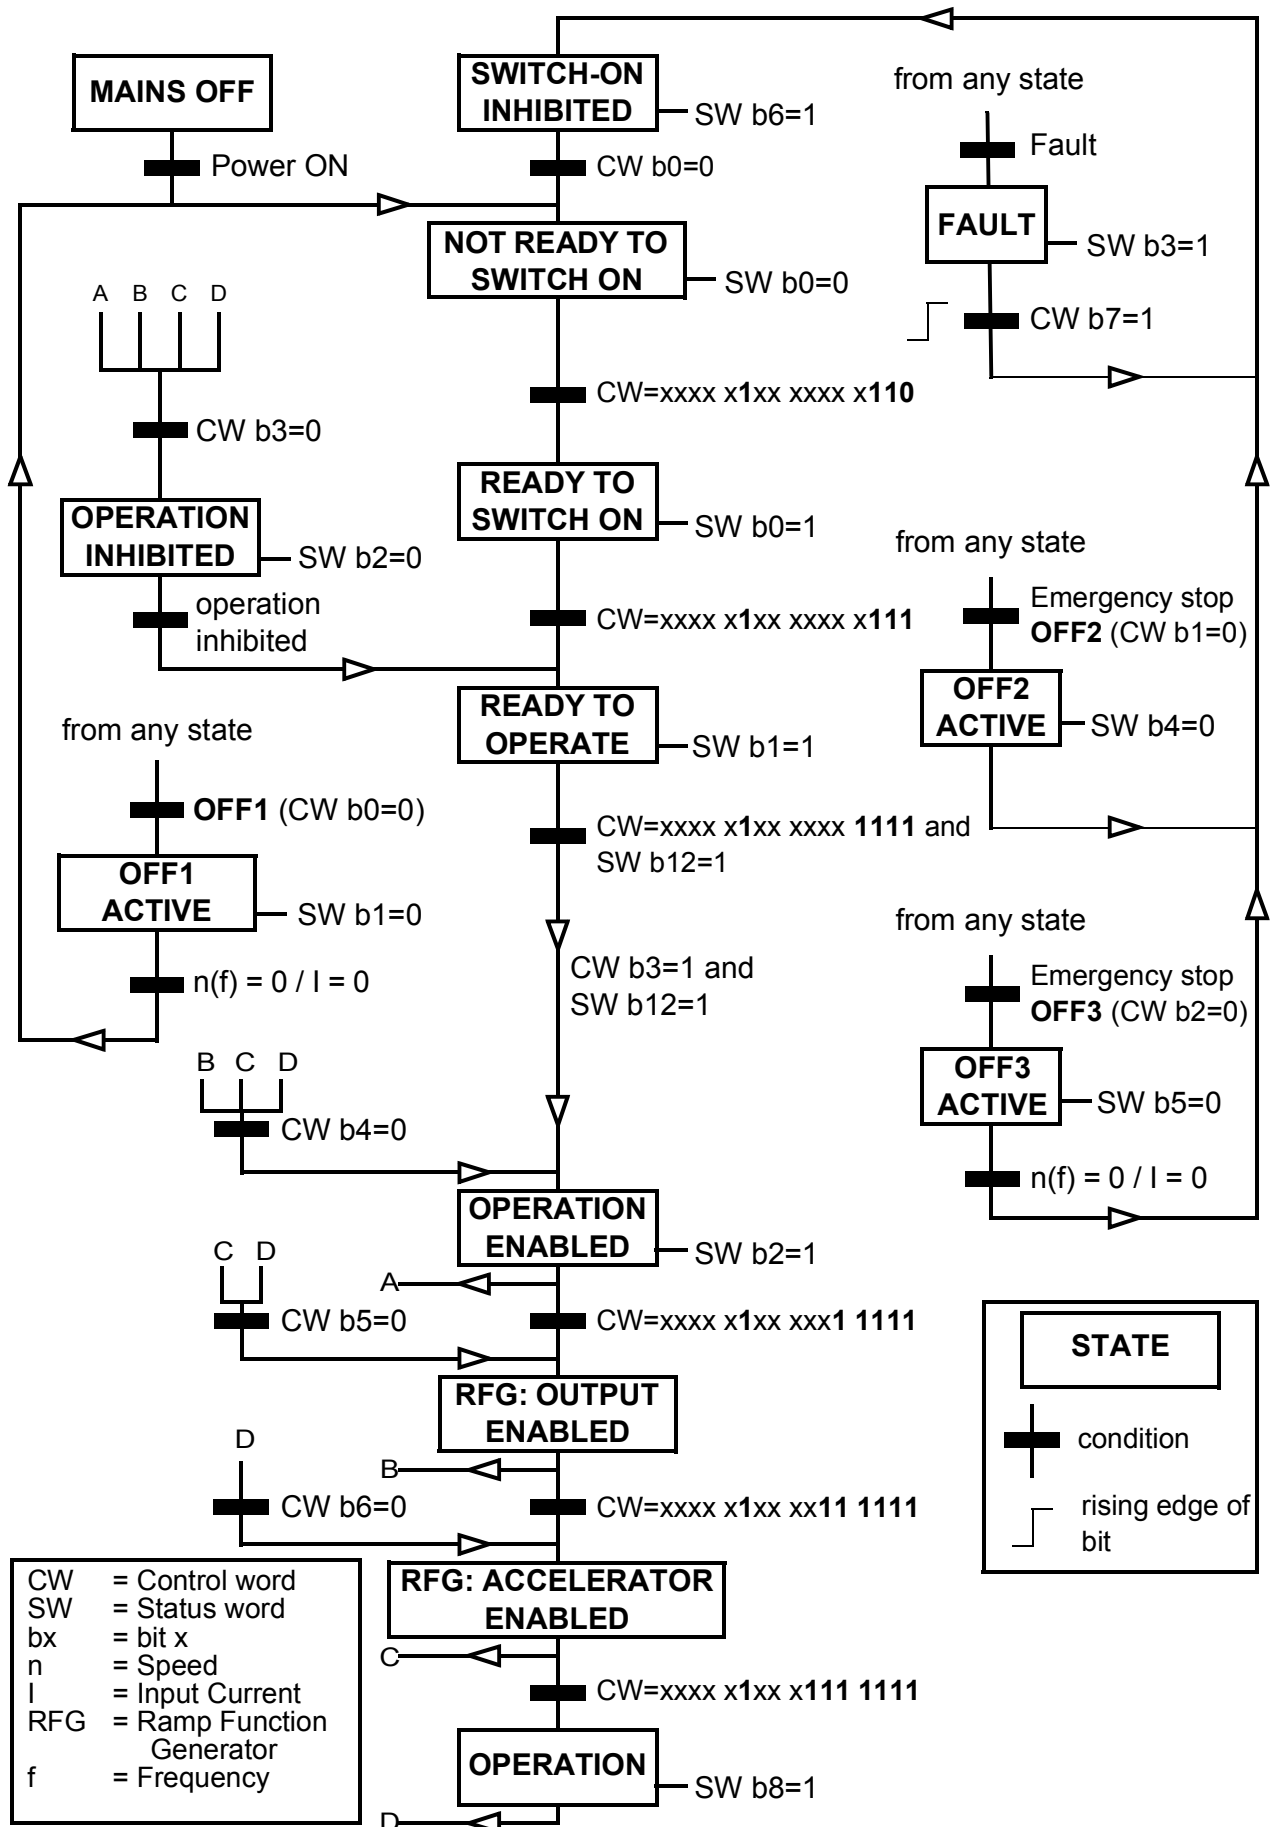 MAINS OFF
Power ON
SWITCH-ON
INHIBITED
SW b6=1
CW b0=0
from any state
Fault
FAULT
SW b3=1
CW b7=1
NOT READY TO
SWITCH ON
SW b0=0
A B C D
CW b3=0
OPERATION
INHIBITED
SW b2=0
operation
inhibited
CW=xxxx x1xx xxxx x110
READY TO
SWITCH ON
SW b0=1
CW=xxxx x1xx xxxx x111
from any state
Emergency stop
OFF2 (CW b1=0)
OFF2
ACTIVE
SW b4=0
READY TO
OPERATE
SW b1=1
from any state
OFF1 (CW b0=0)
OFF1
ACTIVE
SW b1=0
n(f) = 0 / I = 0
CW=xxxx x1xx xxxx 1111 and
SW b12=1
CW b3=1 and
SW b12=1
from any state
Emergency stop
OFF3 (CW b2=0)
OFF3
ACTIVE
SW b5=0
n(f) = 0 / I = 0
B C D
CW b4=0
OPERATION
ENABLED
SW b2=1
A
C D
CW b5=0
CW=xxxx x1xx xxx1 1111
RFG: OUTPUT
ENABLED
B
D
CW b6=0
CW=xxxx x1xx xx11 1111
RFG: ACCELERATOR
ENABLED
C
CW=xxxx x1xx x111 1111
OPERATION
SW b8=1
D
STATE
condition
rising edge of
bit
CW = Control word
SW = Status word
bx = bit x
n = Speed
I = Input Current
RFG = Ramp Function
Generator
f = Frequency